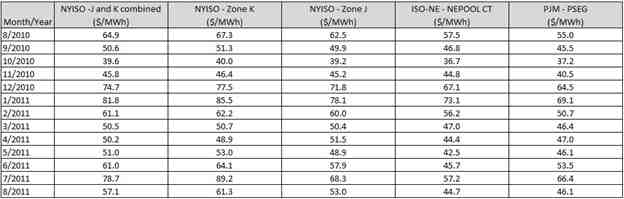 Month/Year NYISO -J and K combined ($/MWh) NYISO - Zone K ($/MWh) NYISO - Zone J ($/MWh) ISO-NE - NEPOOL CT ($/MWh) PJM - PSEG ($/MWh)
8/2010 64.9 67.3 62.5 57.5 55.0
9/2010 50.6 51.3 49.9 46.8 45.5
10/2010 39.6 40.0 39.2 36.7 37.2
11/2010 45.8 46.4 45.2 44.8 40.5
12/2010 74.7 77.5 71.8 67.1 64.5
1/2011 81.8 85.5 78.1 73.1 69.1
2/2011 61.1 62.2 60.0 56.2 50.7
3/2011 50.5 50.7 50.4 47.0 46.4
4/2011 50.2 48.9 51.5 44.4 47.0
5/2011 51.0 53.0 48.9 42.5 46.1
6/2011 61.0 64.1 57.9 45.7 53.5
7/2011 78.7 89.2 68.3 57.2 66.4
8/2011 57.1 61.3 53.0 44.7 46.1